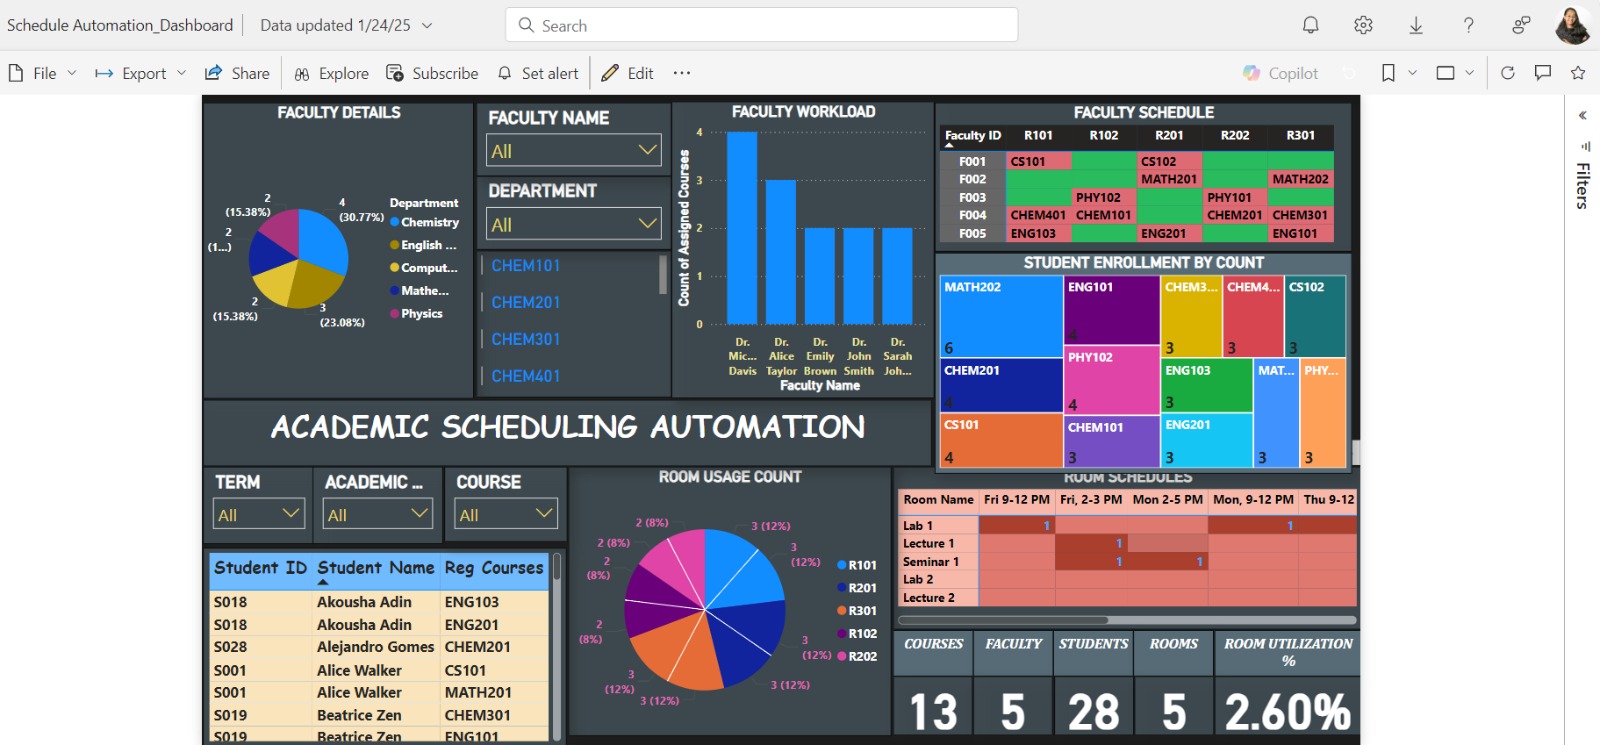 Schedule Automation_Dashboard
Data updated 1/24/25
Search
File
Export
Share
Explore
Subscribe
Set alert
Edit
Copilot
FACULTY DETAILS
2
(15.38%)
4
(30.77%)
2
(1...)
2
(15.38%)
3
(23.08%)
Department
Chemistry
English ...
Comput...
Mathe...
Physics
FACULTY NAME
All
DEPARTMENT
All
CHEM101
CHEM201
CHEM301
CHEM401
FACULTY WORKLOAD
Count of Assigned Courses
4
3
2
1
0
Dr. Mic... Davis
Dr. Alice Taylor
Dr. Emily Brown
Dr. John Smith
Dr. Sarah Joh...
Faculty Name
FACULTY SCHEDULE
Faculty ID R101 R102 R201 R202 R301
F001 CS101 CS102
F002 MATH201 MATH202
F003 PHY102 PHY101
F004 CHEM401 CHEM101 CHEM201 CHEM301
F005 ENG103 ENG201 ENG101
STUDENT ENROLLMENT BY COUNT
MATH202
6
CHEM201
4
CS101
4
ENG101
4
PHY102
4
CHEM101
3
CHEM3...
3
CHEM4...
3
CS102
3
ENG103
3
ENG201
3
MAT...
3
PHY...
3
Filters
ACADEMIC SCHEDULING AUTOMATION
TERM
All
ACADEMIC ...
All
COURSE
All
Student ID Student Name Reg Courses
S018 Akousha Adin ENG103
S018 Akousha Adin ENG201
S028 Alejandro Gomes CHEM201
S001 Alice Walker CS101
S001 Alice Walker MATH201
S019 Beatrice Zen CHEM301
S019 Beatrice Zen ENG101
ROOM USAGE COUNT
2 (8%)
3 (12%)
2 (8%)
3
(12%)
2
(8%)
2
(8%)
3
(12%)
3
(12%)
3 (12%)
3 (12%)
R101
R201
R301
R102
R202
ROOM SCHEDULES
Room Name Fri 9-12 PM Fri, 2-3 PM Mon 2-5 PM Mon, 9-12 PM Thu 9-12
Lab 1 1 1
Lecture 1 1
Seminar 1 1 1
Lab 2
Lecture 2
COURSES
13
FACULTY
5
STUDENTS
28
ROOMS
5
ROOM UTILIZATION
%
2.60%